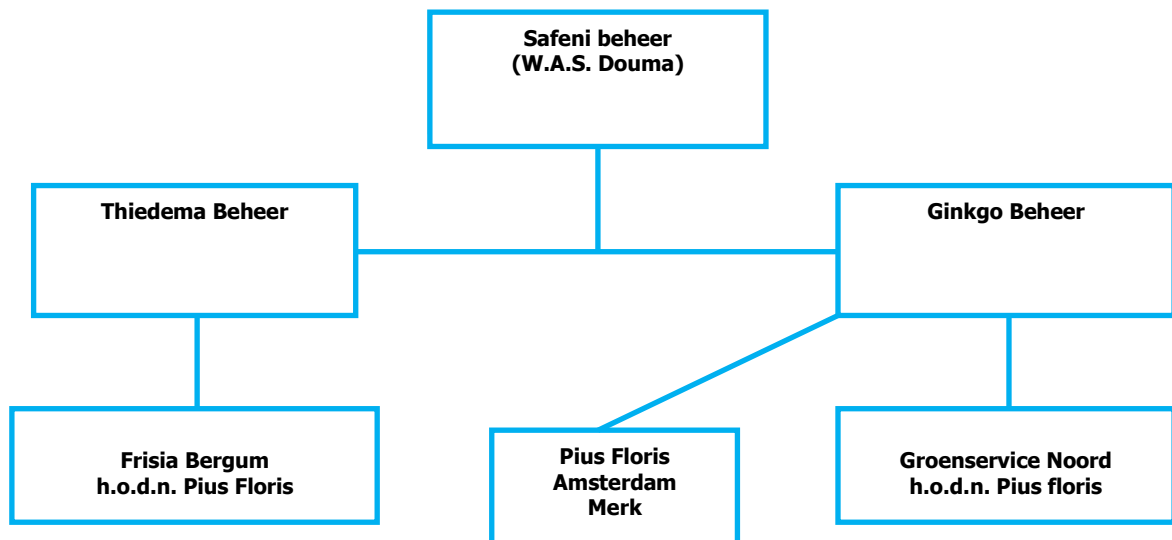 Safeni beheer
(W.A.S. Douma)
Thiedema Beheer
Ginkgo Beheer
Frisia Bergum
h.o.d.n. Pius Floris
Pius Floris
Amsterdam
Merk
Groenservice Noord
h.o.d.n. Pius floris